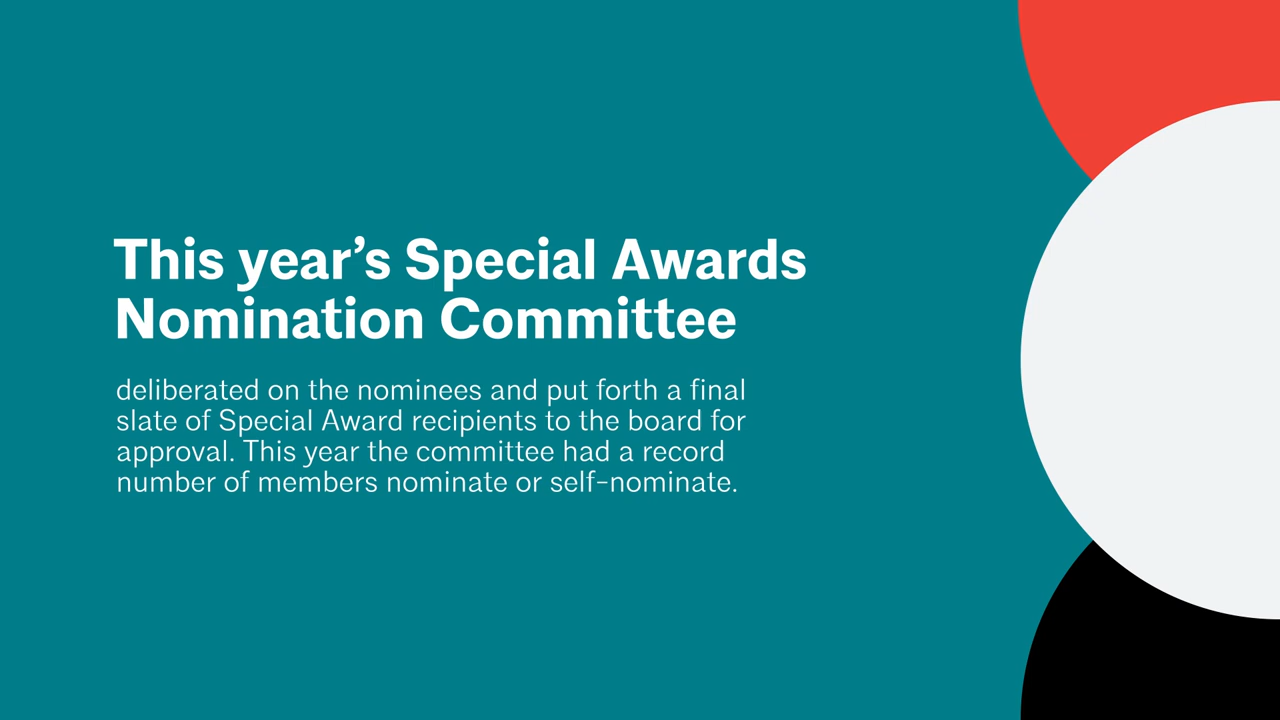 This year’s Special Awards
Nomination Committee
deliberated on the nominees and put forth a final
slate of Special Award recipients to the board for
approval. This year the committee had a record
number of members nominate or self-nominate.